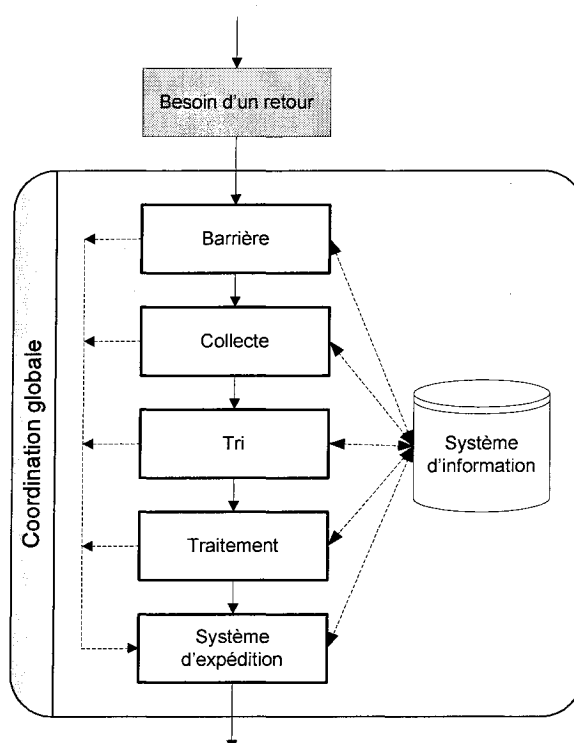 Besoin d'un retour
Coordination globale
Barrière
Collecte
Tri
Système
d'information
Traitement
Système
d'expédition